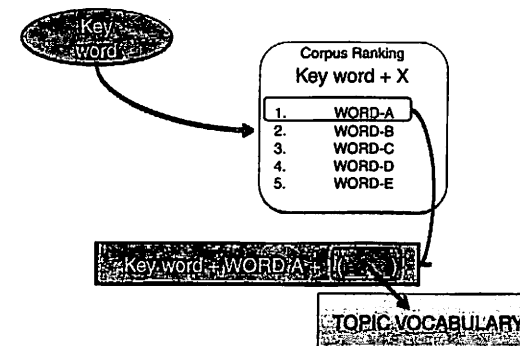 Key
word
Corpus Ranking
Key word + X
1. WORD-A
2. WORD-B
3. WORD-C
4. WORD-D
5. WORD-E
Key word + WORD A + (    )
TOPIC VOCABULARY